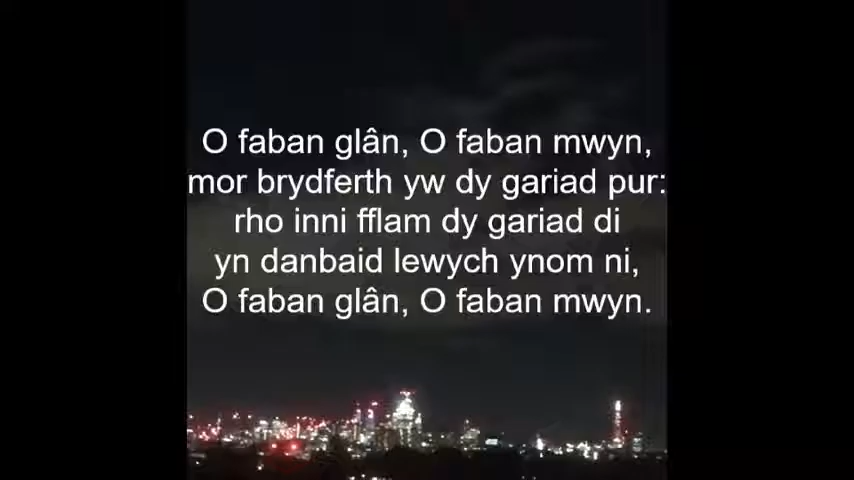 O faban glân, O faban mwyn,
mor brydferth yw dy gariad pur:
rho inni fflam dy gariad di
yn danbaid lewych ynom ni,
O faban glân, O faban mwyn.